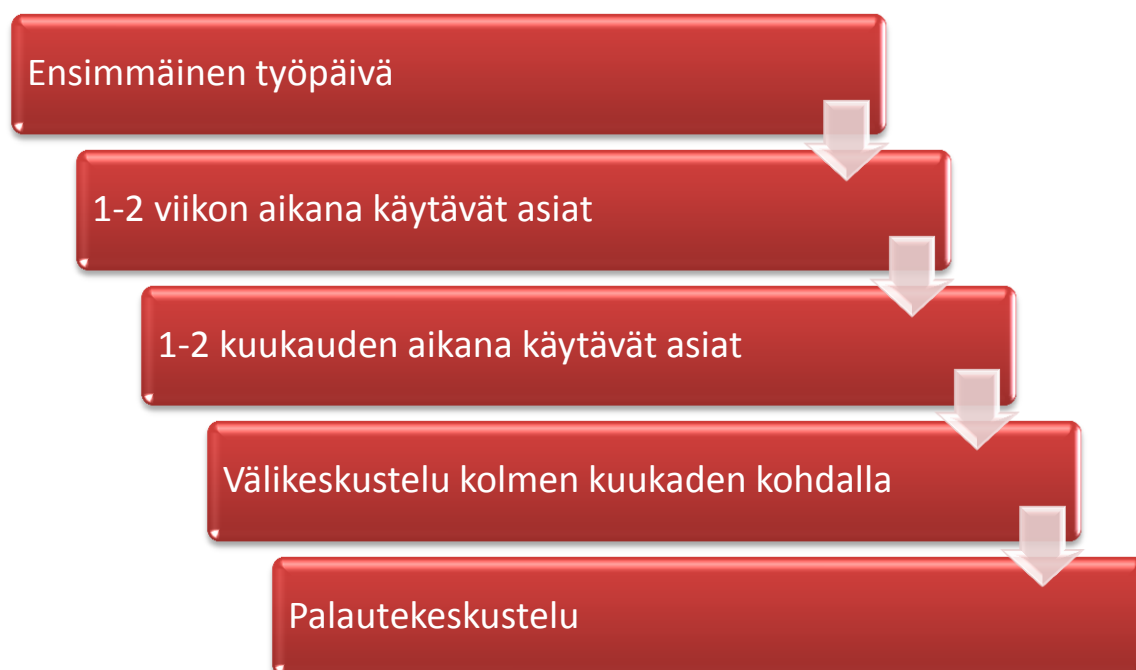 Ensimmäinen työpäivä
1-2 viikon aikana käytävät asiat
1-2 kuukauden aikana käytävät asiat
Välikeskustelu kolmen kuukaden kohdalla
Palautekeskustelu